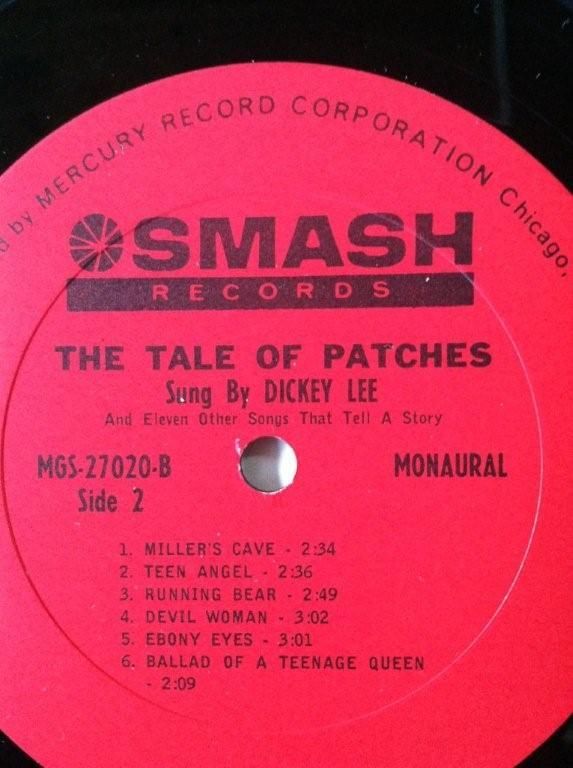 d by MERCURY RECORD CORPORATION Chicago,
SMASH
RECORDS
THE TALE OF PATCHES
Sung By DICKEY LEE
And Eleven Other Songs That Tell A Story
MGS-27020-B
Side 2
MONAURAL
1. MILLER'S CAVE - 2:34
2. TEEN ANGEL - 2:36
3. RUNNING BEAR - 2:49
4. DEVIL WOMAN - 3:02
5. EBONY EYES - 3:01
6. BALLAD OF A TEENAGE QUEEN
- 2:09